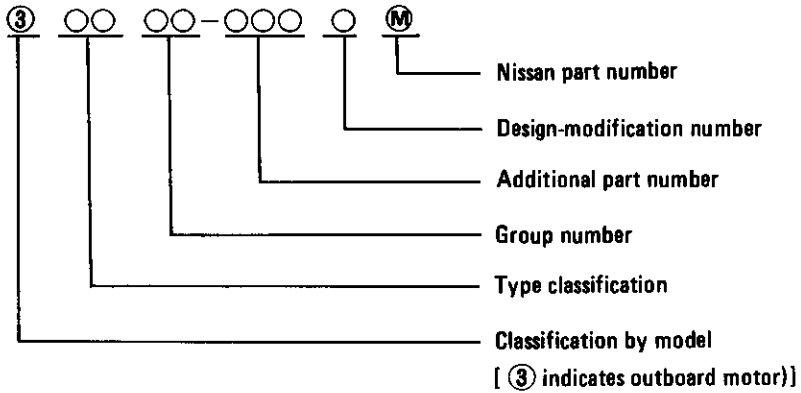 ③ ○○ ○○-○○○ ○ Ⓜ
Nissan part number
Design-modification number
Additional part number
Group number
Type classification
Classification by model
[ ③ indicates outboard motor)]